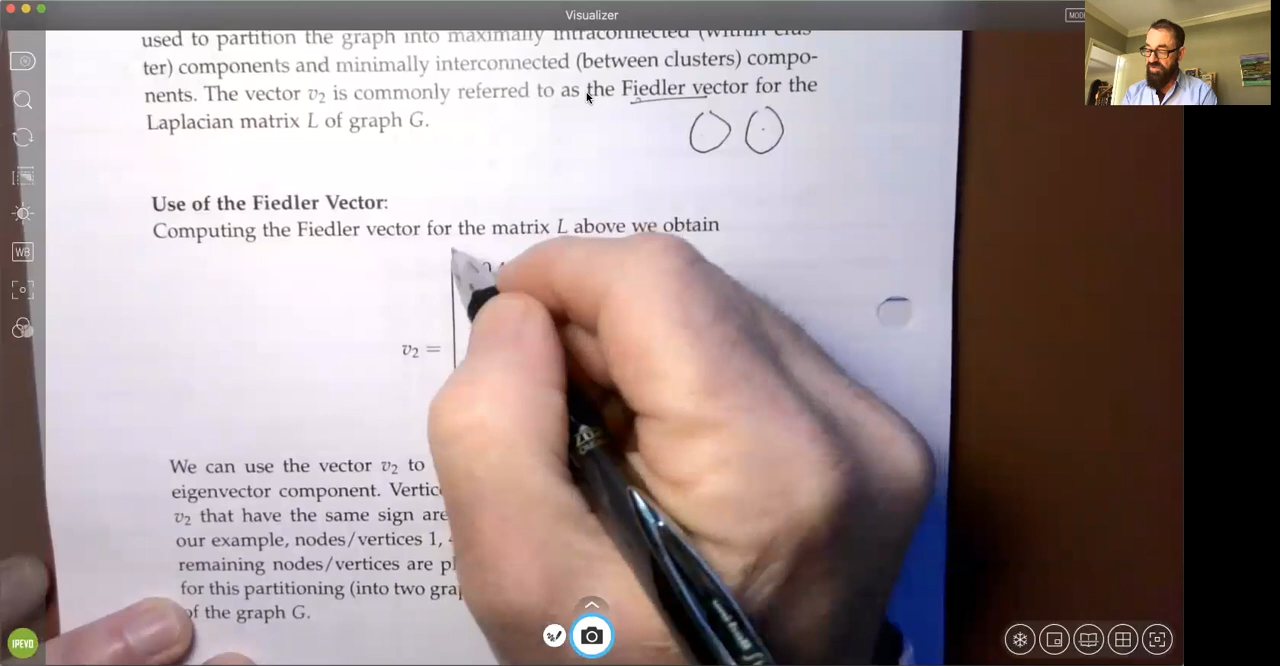 Visualizer
used to partition the graph into maximally intraconnected (within clus-
ter) components and minimally interconnected (between clusters) compo-
nents. The vector v₂ is commonly referred to as the Fiedler vector for the
Laplacian matrix L of graph G.
Use of the Fiedler Vector:
Computing the Fiedler vector for the matrix L above we obtain
v₂ =
We can use the vector v₂ to
eigenvector component.
v₂ that have the same sign are
our example, nodes/vertices 1,
remaining nodes/vertices are
for this partitioning (into two
of the graph G.
WB
IPEVO